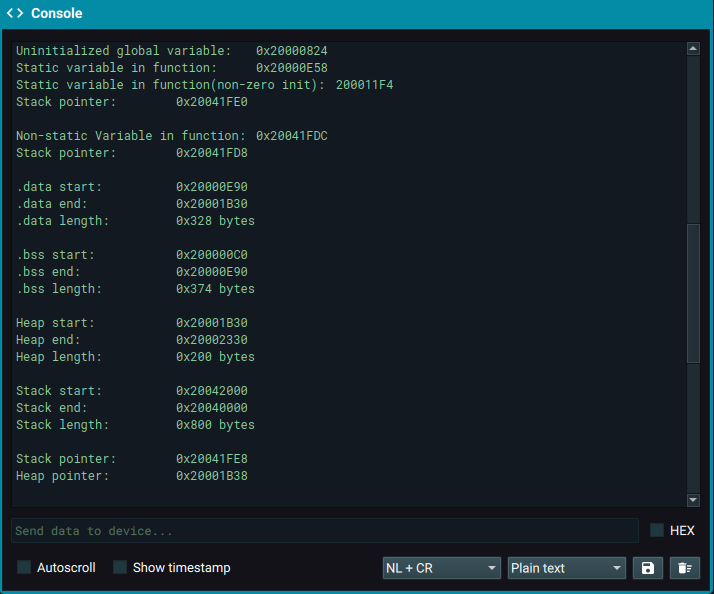 <> Console
Uninitialized global variable: 0x20000824
Static variable in function: 0x20000E58
Static variable in function(non-zero init): 200011F4
Stack pointer: 0x20041FE0
Non-static Variable in function: 0x20041FDC
Stack pointer: 0x20041FD8
.data start: 0x20000E90
.data end: 0x20001B30
.data length: 0x328 bytes
.bss start: 0x200000C0
.bss end: 0x20000E90
.bss length: 0x374 bytes
Heap start: 0x20001B30
Heap end: 0x20002330
Heap length: 0x200 bytes
Stack start: 0x20042000
Stack end: 0x20040000
Stack length: 0x800 bytes
Stack pointer: 0x20041FE8
Heap pointer: 0x20001B38
Send data to device...
HEX
Autoscroll Show timestamp NL + CR Plain text